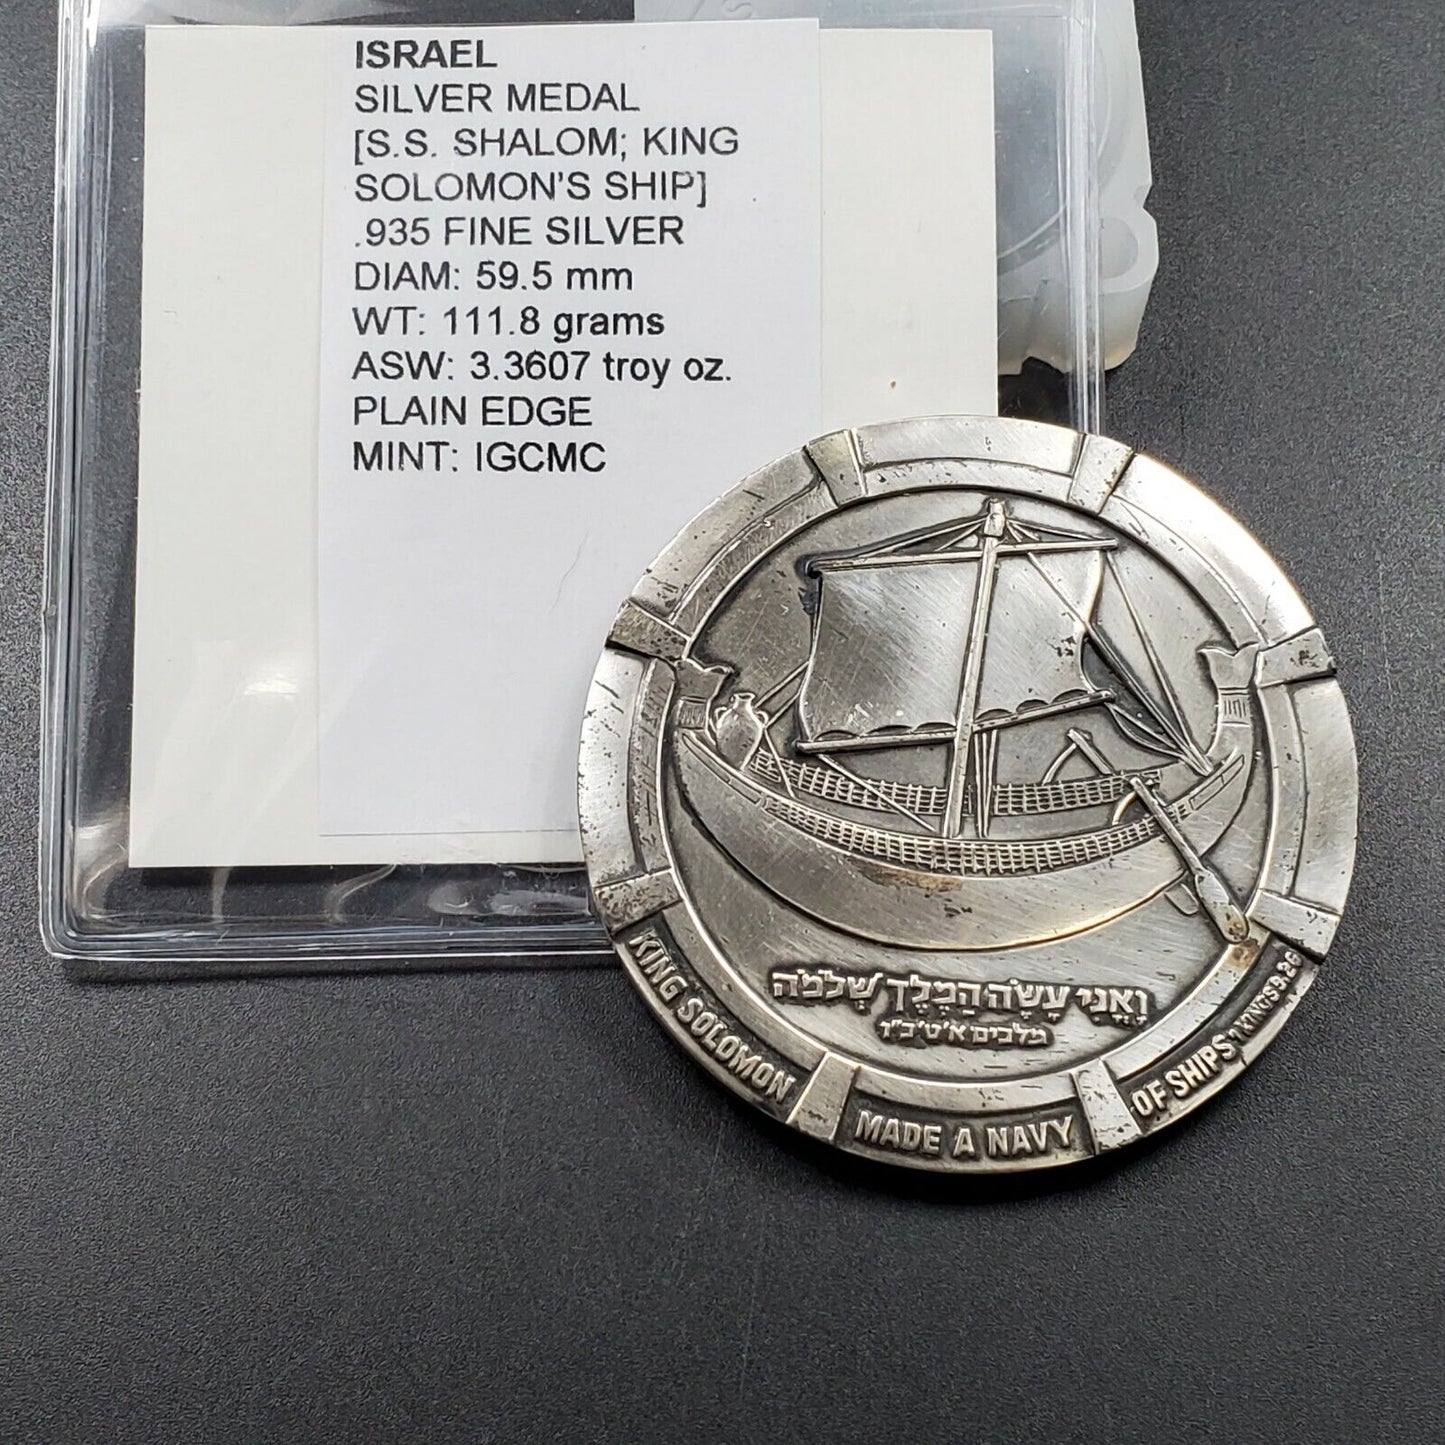 ISRAEL
SILVER MEDAL
[S.S. SHALOM; KING
SOLOMON'S SHIP]
.935 FINE SILVER
DIAM: 59.5 mm
WT: 111.8 grams
ASW: 3.3607 troy oz.
PLAIN EDGE
MINT: IGCMC
וָאֳנִי עָשָׂה הַמֶּלֶךְ שְׁלֹמֹה
מלכים א' ט' כ"ו
KING SOLOMON
MADE A NAVY
OF SHIPS, 1 KINGS 9.26